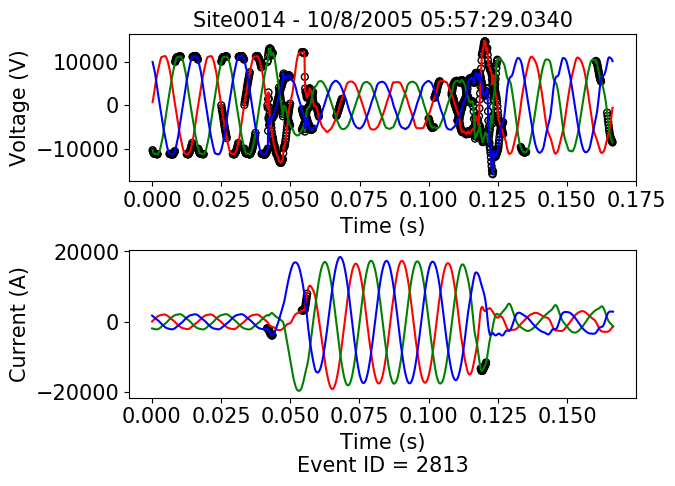 Site0014 - 10/8/2005 05:57:29.0340
Voltage (V)
10000
0
−10000
0.000 0.025 0.050 0.075 0.100 0.125 0.150 0.175
Time (s)
Current (A)
20000
0
−20000
0.000 0.025 0.050 0.075 0.100 0.125 0.150
Time (s)
Event ID = 2813